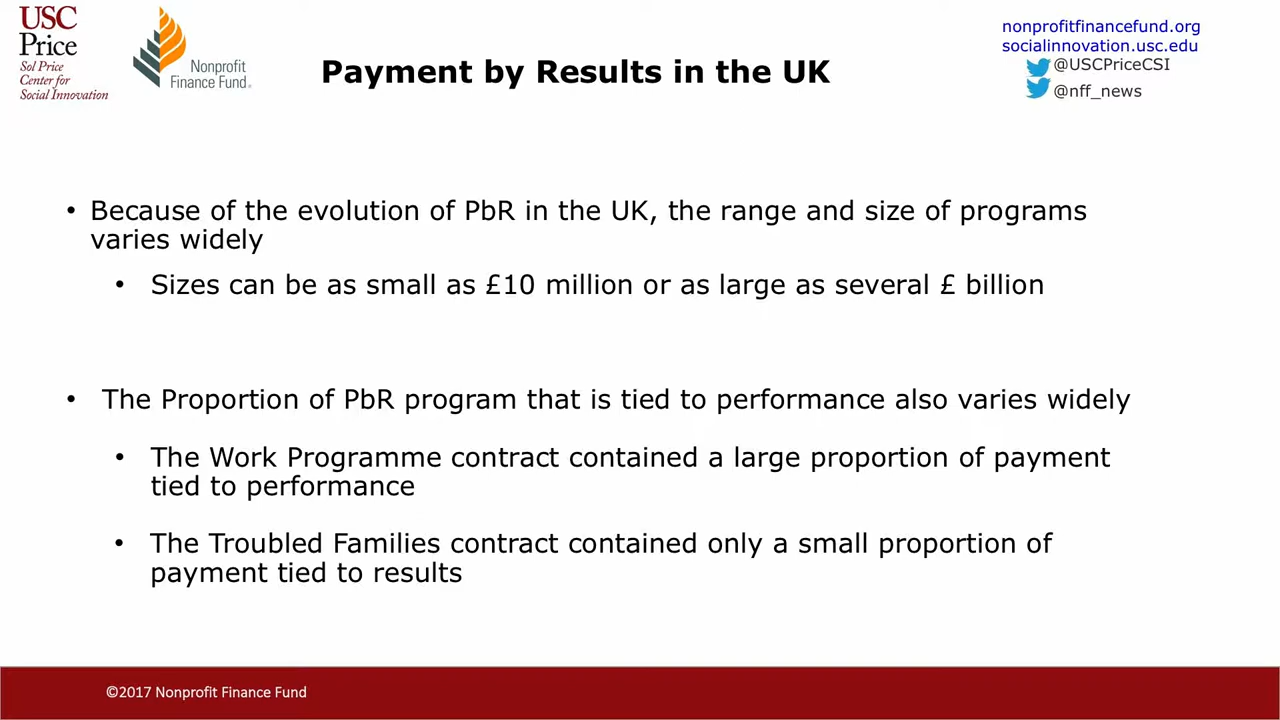 USC
Price
Sol Price
Center for
Social Innovation
Nonprofit
Finance Fund®
Payment by Results in the UK
nonprofitfinancefund.org
socialinnovation.usc.edu
@USCPriceCSI
@nff_news
• Because of the evolution of PbR in the UK, the range and size of programs
varies widely
• Sizes can be as small as £10 million or as large as several £ billion
• The Proportion of PbR program that is tied to performance also varies widely
• The Work Programme contract contained a large proportion of payment
tied to performance
• The Troubled Families contract contained only a small proportion of
payment tied to results
©2017 Nonprofit Finance Fund